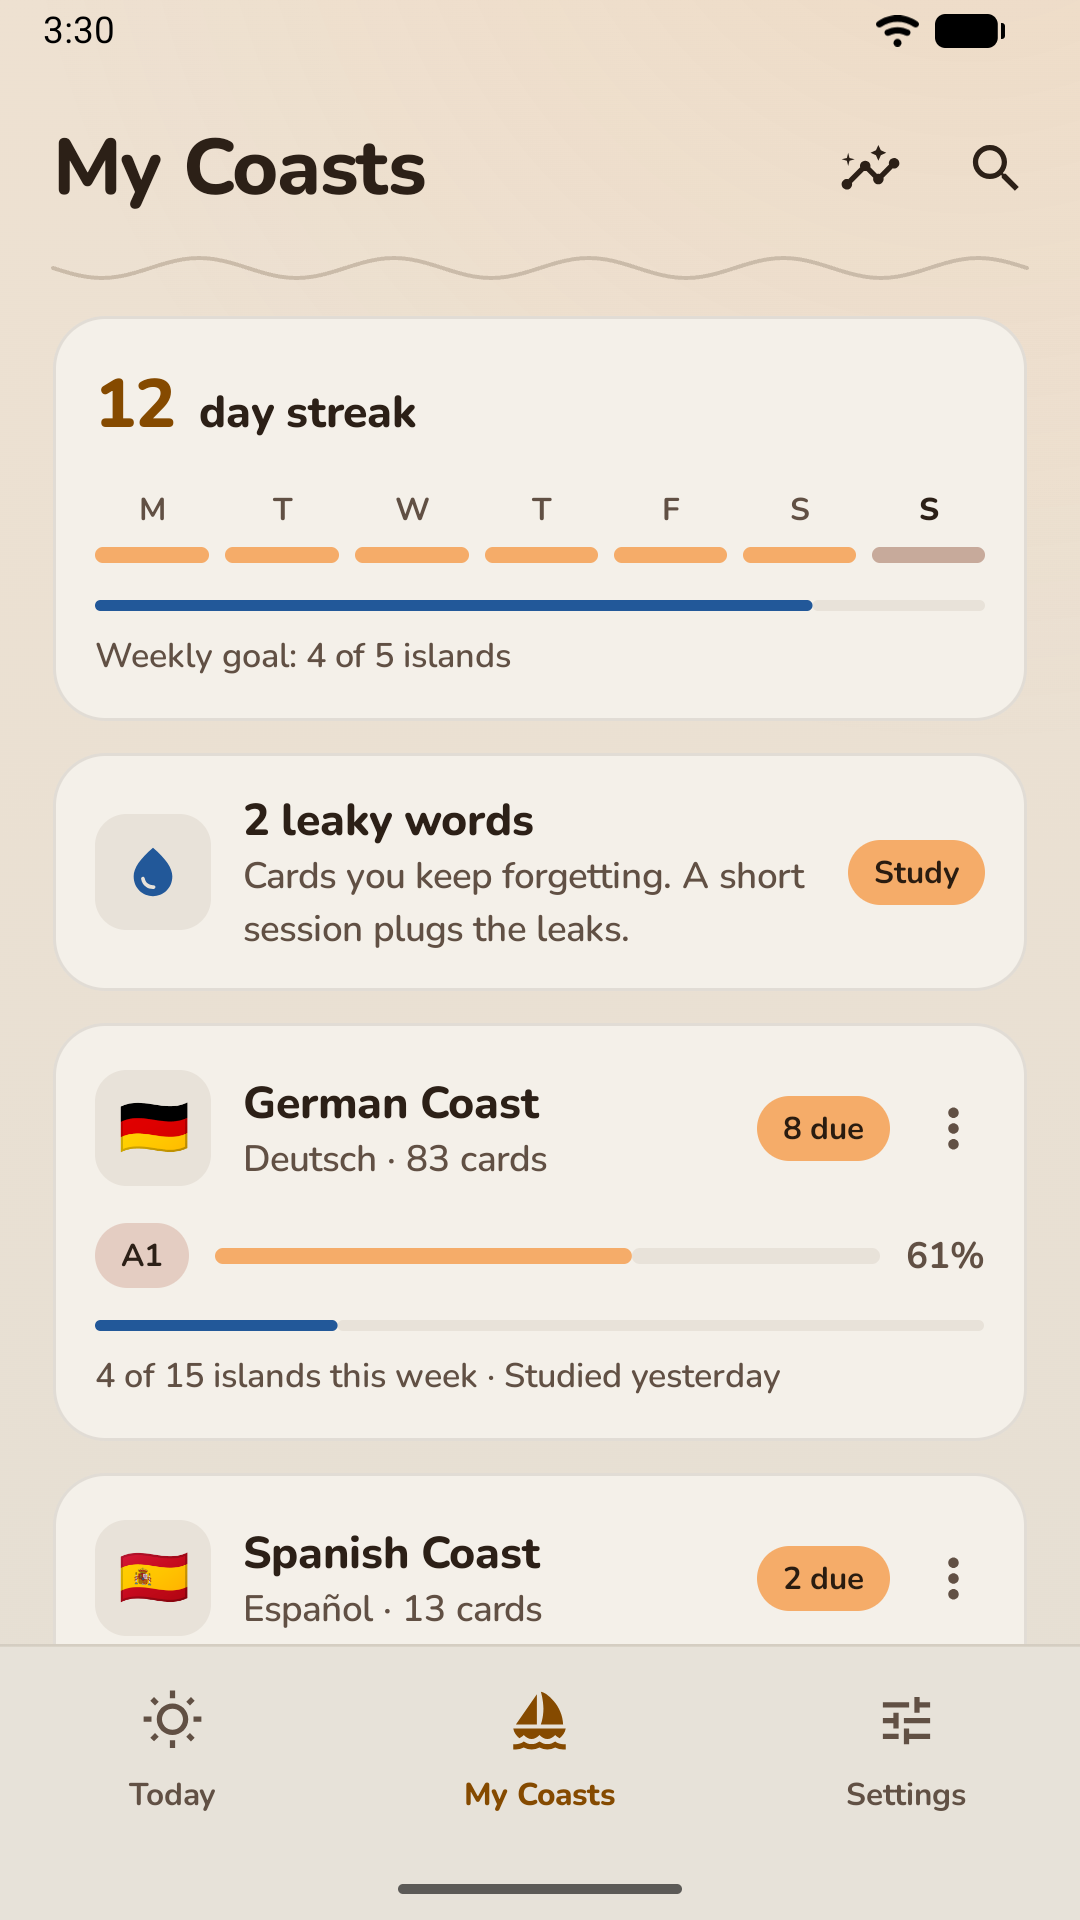 3:30
My Coasts
12 day streak
M T W T F S S
Weekly goal: 4 of 5 islands
2 leaky words
Cards you keep forgetting. A short
session plugs the leaks.
Study
German Coast
Deutsch · 83 cards
8 due
A1
61%
4 of 15 islands this week · Studied yesterday
Spanish Coast
Español · 13 cards
2 due
Today
My Coasts
Settings